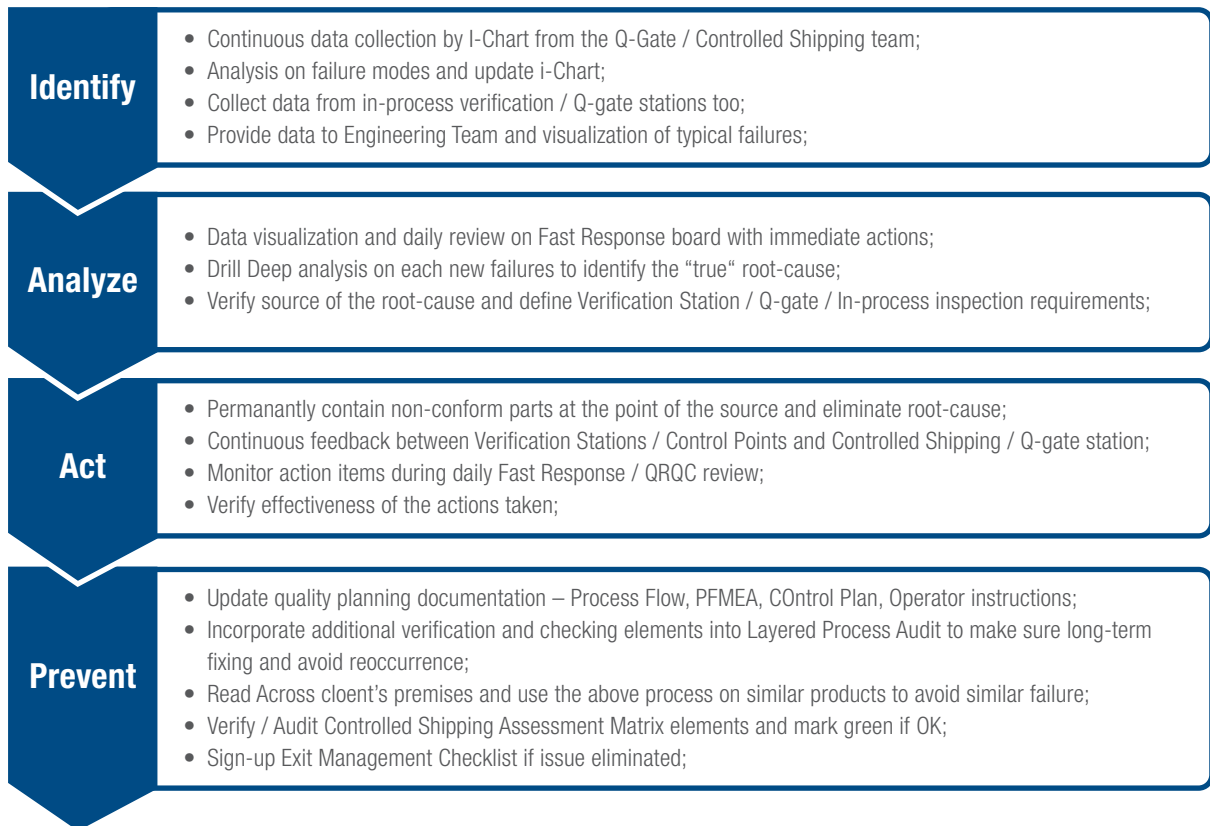 Identify
• Continuous data collection by I-Chart from the Q-Gate / Controlled Shipping team;
• Analysis on failure modes and update i-Chart;
• Collect data from in-process verification / Q-gate stations too;
• Provide data to Engineering Team and visualization of typical failures;
Analyze
• Data visualization and daily review on Fast Response board with immediate actions;
• Drill Deep analysis on each new failures to identify the “true“ root-cause;
• Verify source of the root-cause and define Verification Station / Q-gate / In-process inspection requirements;
Act
• Permanantly contain non-conform parts at the point of the source and eliminate root-cause;
• Continuous feedback between Verification Stations / Control Points and Controlled Shipping / Q-gate station;
• Monitor action items during daily Fast Response / QRQC review;
• Verify effectiveness of the actions taken;
Prevent
• Update quality planning documentation – Process Flow, PFMEA, COntrol Plan, Operator instructions;
• Incorporate additional verification and checking elements into Layered Process Audit to make sure long-term
fixing and avoid reoccurrence;
• Read Across cloent’s premises and use the above process on similar products to avoid similar failure;
• Verify / Audit Controlled Shipping Assessment Matrix elements and mark green if OK;
• Sign-up Exit Management Checklist if issue eliminated;